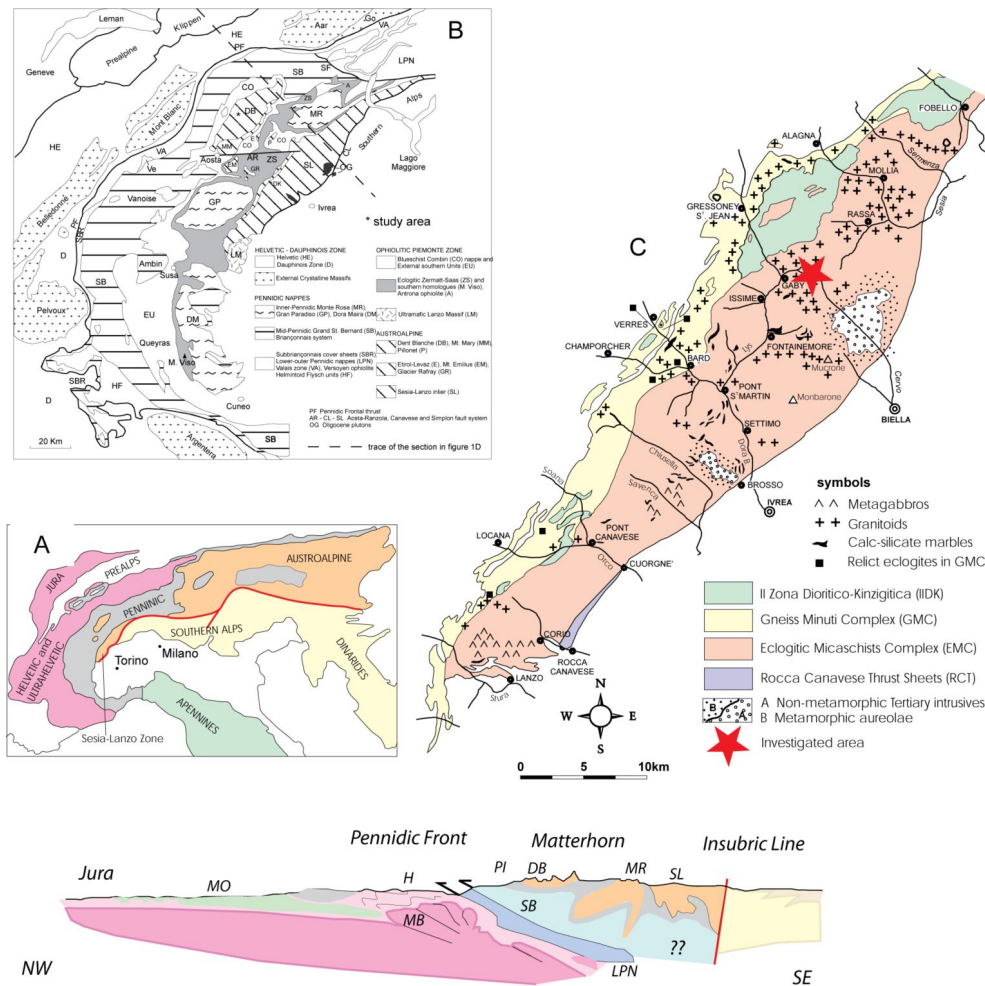 B
Leman
Geneve
Prealpine
Klippen
HE
PF
Aar
Go
VA
LPN
SB
SF
CO
DB
*
ZS
A
MR
Alps
Southern
Mont Blanc
HE
VA
Ve
Aosta
MM
E
CO
CO
EM
AR
GR
ZS
DK
SL
CL
OG
Lago
Maggiore
Ivrea
Vanoise
GP
* study area
Belledonne
PF
SBR
D
D
SB
Ambin
Susa
LM
Pelvoux
EU
DM
Queyras
M. Viso
SBR
D
HF
Cuneo
Argentera
SB
20 Km
HELVETIC - DAUPHINOIS ZONE
Helvetic (HE)
Dauphinois Zone (D)
External Crystalline Massifs
PENNIDIC NAPPES
Inner-Pennidic Monte Rosa (MR),
Gran Paradiso (GP), Dora Maira (DM)
Mid-Pennidic Grand St. Bernard (SB)
Briançonnais system
Subbriançonnais cover sheets (SBR)
Lower-outer Pennidic nappes (LPN)
Valais zone (VA), Versoyen ophiolite
Helmintoid Flysch units (HF)
OPHIOLITIC PIEMONTE ZONE
Blueschist Combin (CO) nappe and
External southern Units (EU)
Eclogitic Zermatt-Saas (ZS) and
southern homologues (M. Viso),
Antrona ophiolite (A)
Ultramafic Lanzo Massif (LM)
AUSTROALPINE
Dent Blanche (DB), Mt. Mary (MM),
Pillonet (P)
Etirol-Levaz (E), Mt. Emilius (EM),
Glacier Rafray (GR)
Sesia-Lanzo inlier (SL)
PF Pennidic Frontal thrust
AR - CL - SL Aosta-Ranzola, Canavese and Simplon fault system
OG Oligocene plutons
trace of the section in figure 1D
A
JURA
PREALPS
HELVETIC and
ULTRAHELVETIC
PENNINIC
AUSTROALPINE
SOUTHERN ALPS
Torino
Milano
DINARIDES
APENNINES
Sesia-Lanzo Zone
C
FOBELLO
ALAGNA
Sermenza
MOLLIA
GRESSONEY
S'. JEAN
RASSA
Sesia
GABY
ISSIME
VERRES
CHAMPORCHER
Lys
FONTAINEMORE
BARD
Mucrone
PONT
S'MARTIN
Monbarone
Cervo
BIELLA
SETTIMO
Dora B.
Chiusella
Soana
Savenca
BROSSO
IVREA
LOCANA
PONT
CANAVESE
Orco
CUORGNE'
CORIO
ROCCA
CANAVESE
LANZO
Stura
N
W
E
S
0 5 10km
symbols
Metagabbros
Granitoids
Calc-silicate marbles
Relict eclogites in GMC
II Zona Dioritico-Kinzigitica (IIDK)
Gneiss Minuti Complex (GMC)
Eclogitic Micaschists Complex (EMC)
Rocca Canavese Thrust Sheets (RCT)
B
A
A Non-metamorphic Tertiary intrusives
B Metamorphic aureolae
Investigated area
Pennidic Front
Matterhorn
Insubric Line
Jura
MO
H
PI
DB
MR
SL
MB
SB
??
LPN
NW
SE